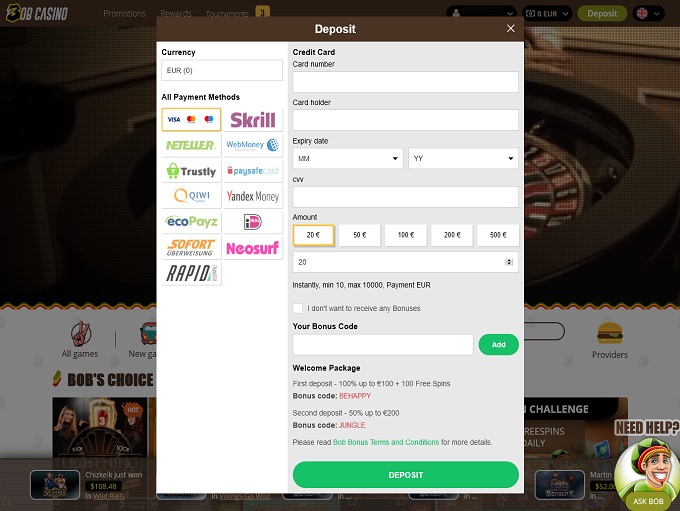 BOB CASINO
Promotions
Rewards
Tournaments
3
0 EUR
Deposit
Deposit
Currency
EUR (0)
All Payment Methods
VISA
Skrill
NETELLER
WebMoney
Trustly
paysafecard
QIWI
Yandex Money
ecoPayz
iDEAL
SOFORT
ÜBERWEISUNG
Neosurf
RAPID
Credit Card
Card number
Card holder
Expiry date
MM
YY
cvv
Amount
20 €
50 €
100 €
200 €
500 €
20
Instantly, min 10, max 10000, Payment EUR
I don't want to receive any Bonuses
Your Bonus Code
Add
Welcome Package
First deposit - 100% up to €100 + 100 Free Spins
Bonus code: BEHAPPY
Second deposit - 50% up to €200
Bonus code: JUNGLE
Please read Bob Bonus Terms and Conditions for more details.
DEPOSIT
All games
New ga
Providers
BOB'S CHOICE
HOT
CHALLENGE
FREESPINS
DAILY
NEED HELP?
ASK BOB
Chizkeik just won
$108.48
in Wild Rails
in Vikings Go Wild
in ...
in ...
Martin
$52.0
in ...